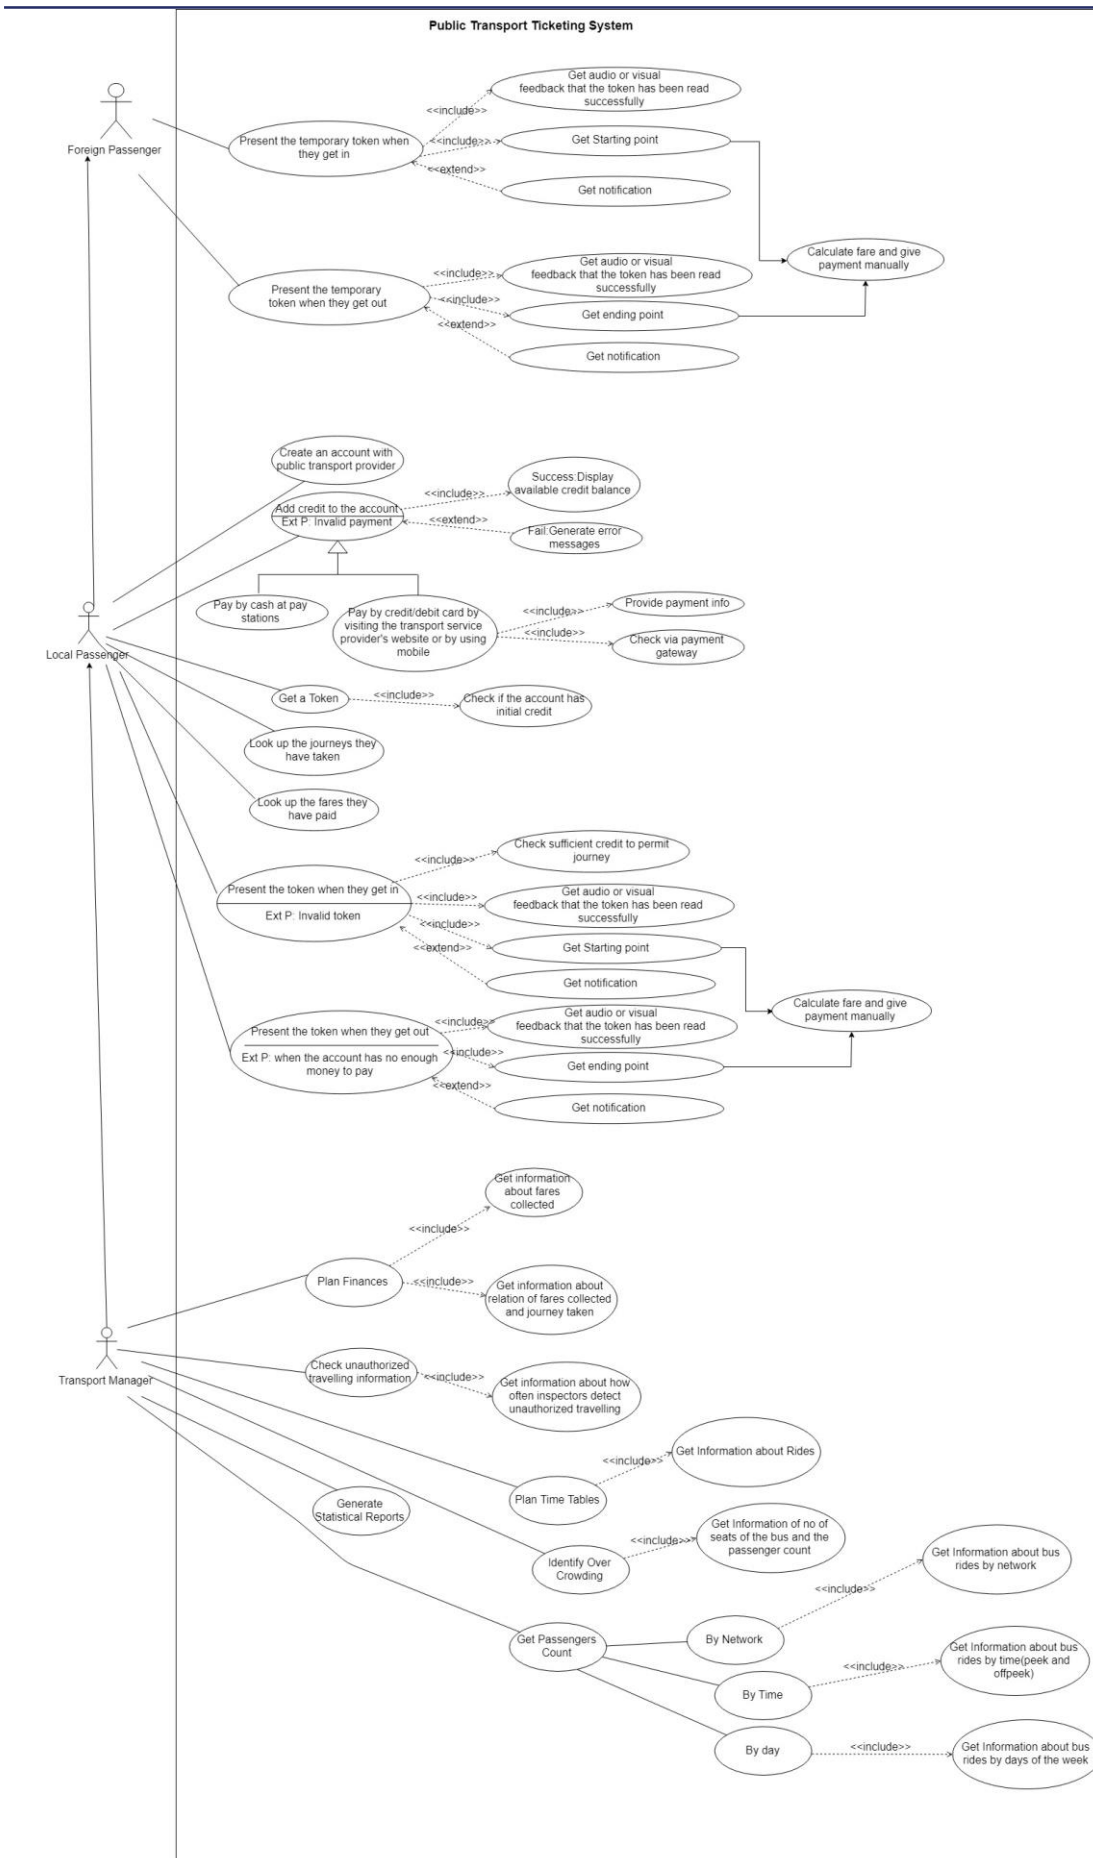 Public Transport Ticketing System
Foreign Passenger
Present the temporary token when
they get in
<<include>>
Get audio or visual
feedback that the token has been read
successfully
<<include>>
Get Starting point
<<extend>>
Get notification
Calculate fare and give
payment manually
Present the temporary
token when they get out
<<include>>
Get audio or visual
feedback that the token has been read
successfully
<<include>>
Get ending point
<<extend>>
Get notification
Local Passenger
Create an account with
public transport provider
Add credit to the account
Ext P: Invalid payment
<<include>>
Success:Display
available credit balance
<<extend>>
Fail:Generate error
messages
Pay by cash at pay
stations
Pay by credit/debit card by
visiting the transport service
provider's website or by using
mobile
<<include>>
Provide payment info
<<include>>
Check via payment
gateway
Get a Token
<<include>>
Check if the account has
initial credit
Look up the journeys they
have taken
Look up the fares they
have paid
Present the token when they get in
Ext P: Invalid token
<<include>>
Check sufficient credit to permit
journey
<<include>>
Get audio or visual
feedback that the token has been read
successfully
<<include>>
Get Starting point
<<extend>>
Get notification
Calculate fare and give
payment manually
Present the token when they get out
Ext P: when the account has no enough
money to pay
<<include>>
Get audio or visual
feedback that the token has been read
successfully
<<include>>
Get ending point
<<extend>>
Get notification
Transport Manager
Plan Finances
<<include>>
Get information
about fares
collected
<<include>>
Get information about
relation of fares collected
and journey taken
Check unauthorized
travelling information
<<include>>
Get information about how
often inspectors detect
unauthorized travelling
Plan Time Tables
<<include>>
Get Information about Rides
Generate
Statistical Reports
Identify Over
Crowding
<<include>>
Get Information of no of
seats of the bus and the
passenger count
Get Passengers
Count
By Network
<<include>>
Get Information about bus
rides by network
By Time
<<include>>
Get Information about bus
rides by time(peek and
offpeek)
By day
<<include>>
Get Information about bus
rides by days of the week